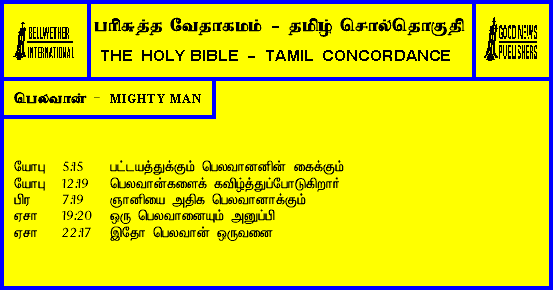 BELLWETHER INTERNATIONAL
பரிசுத்த வேதாகமம் - தமிழ் சொல்தொகுதி
THE HOLY BIBLE - TAMIL CONCORDANCE
GOOD NEWS PUBLISHERS
பெலவான் - MIGHTY MAN
யோபு 5:15 பட்டயத்துக்கும் பெலவானனின் கைக்கும்
யோபு 12:19 பெலவான்களைக் கவிழ்த்துப்போடுகிறார்
பிர 7:19 ஞானியை அதிக பெலவானாக்கும்
ஏசா 19:20 ஒரு பெலவானையும் அனுப்பி
ஏசா 22:17 இதோ பெலவான் ஒருவனை